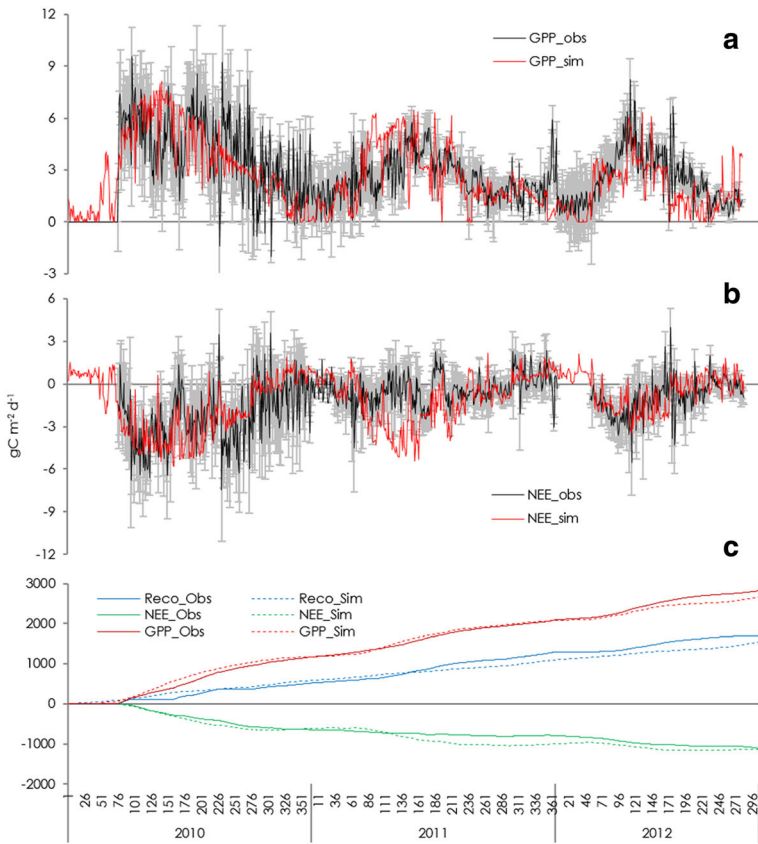 a
GPP_obs
GPP_sim
12
9
6
3
0
-3
b
6
3
0
-3
-6
-9
-12
NEE_obs
NEE_sim
gC m⁻² d⁻¹
c
Reco_Obs Reco_Sim
NEE_Obs NEE_Sim
GPP_Obs GPP_Sim
3000
2000
1000
0
-1000
-2000
1 26 51 76 101 126 151 176 201 226 251 276 301 326 351 11 36 61 86 111 136 161 186 211 236 261 286 311 336 361 21 46 71 96 121 146 171 196 221 246 271 296
2010 2011 2012